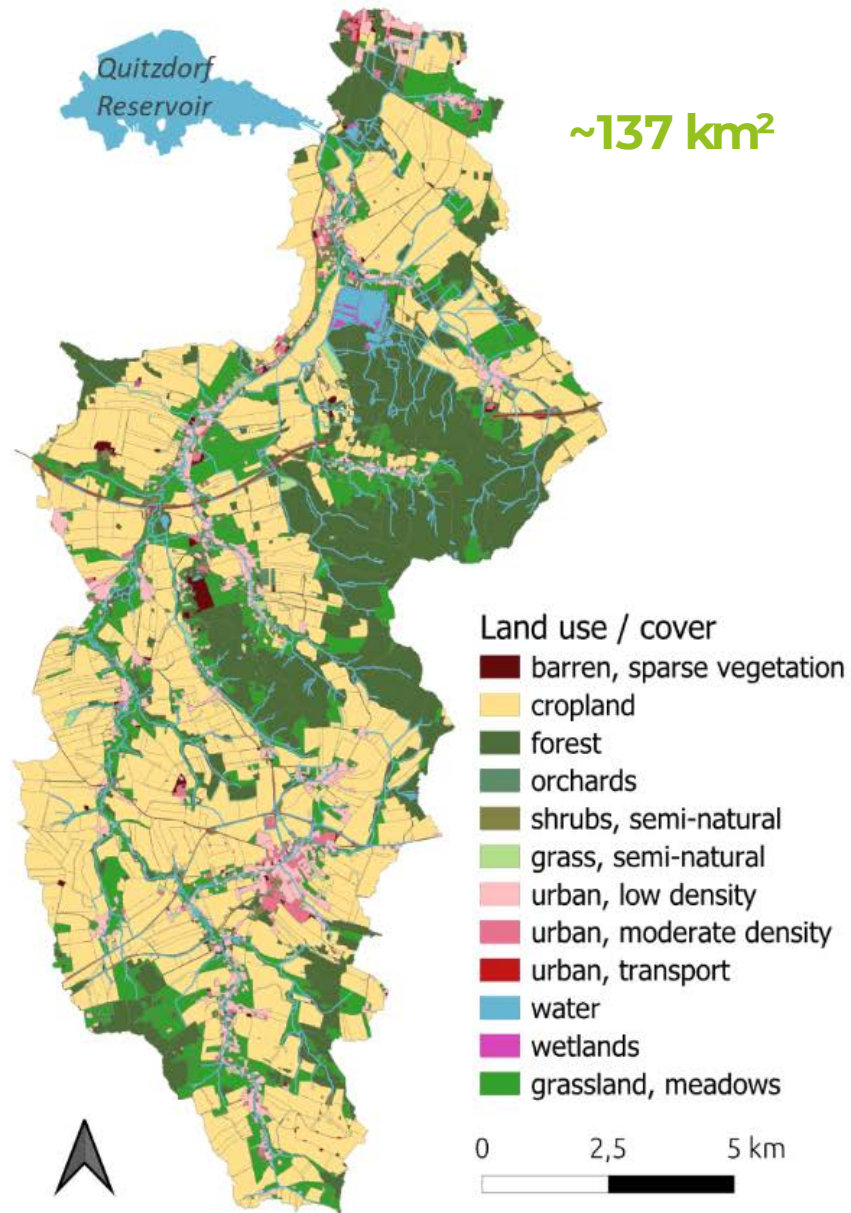 Quitzdorf
Reservoir
~137 km²
Land use / cover
barren, sparse vegetation
cropland
forest
orchards
shrubs, semi-natural
grass, semi-natural
urban, low density
urban, moderate density
urban, transport
water
wetlands
grassland, meadows
0 2,5 5 km